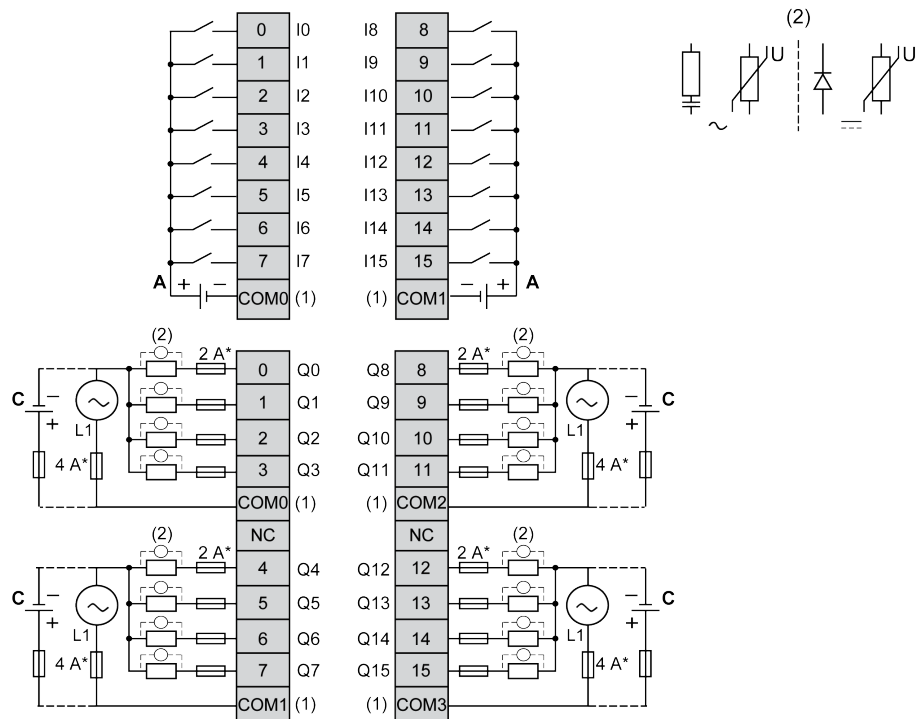 0 I0 I8 8
1 I1 I9 9
2 I2 I10 10
3 I3 I11 11
4 I4 I12 12
5 I5 I13 13
6 I6 I14 14
7 I7 I15 15
A + − COM0 (1) (1) COM1 − + A
(2)
U U
(2) 2 A* 0 Q0 Q8 8 2 A* (2)
C − 1 Q1 Q9 9 − C
+ L1 2 Q2 Q10 10 L1 +
4 A* 3 Q3 Q11 11 4 A*
COM0 (1) (1) COM2
NC NC
(2) 2 A* 4 Q4 Q12 12 2 A* (2)
C − 5 Q5 Q13 13 − C
+ L1 6 Q6 Q14 14 L1 +
4 A* 7 Q7 Q15 15 4 A*
COM1 (1) (1) COM3